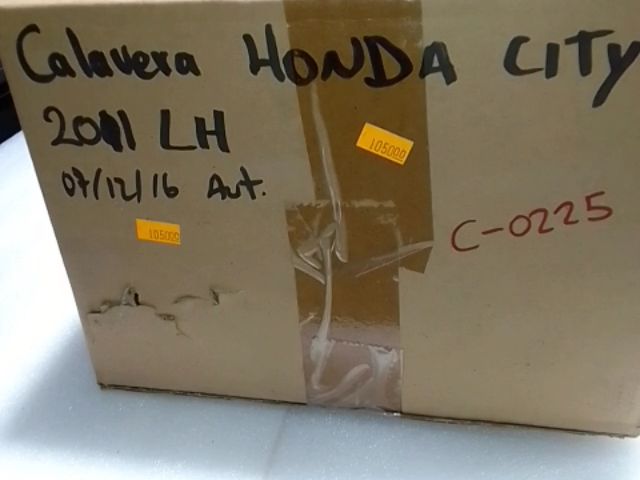 Calavera HONDA CITY
2011 LH
07/12/16 Aut.
105000
105000
C-0225